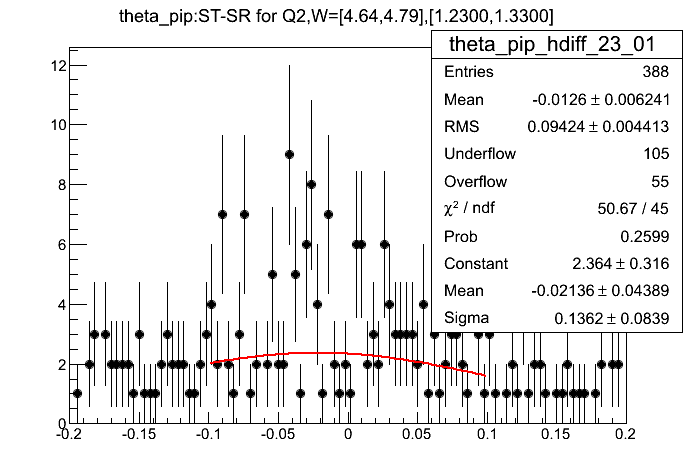 theta_pip:ST-SR for Q2,W=[4.64,4.79],[1.2300,1.3300]
theta_pip_hdiff_23_01
Entries 388
Mean -0.0126 ± 0.006241
RMS 0.09424 ± 0.004413
Underflow 105
Overflow 55
χ² / ndf 50.67 / 45
Prob 0.2599
Constant 2.364 ± 0.316
Mean -0.02136 ± 0.04389
Sigma 0.1362 ± 0.0839
12
10
8
6
4
2
0
-0.2 -0.15 -0.1 -0.05 0 0.05 0.1 0.15 0.2